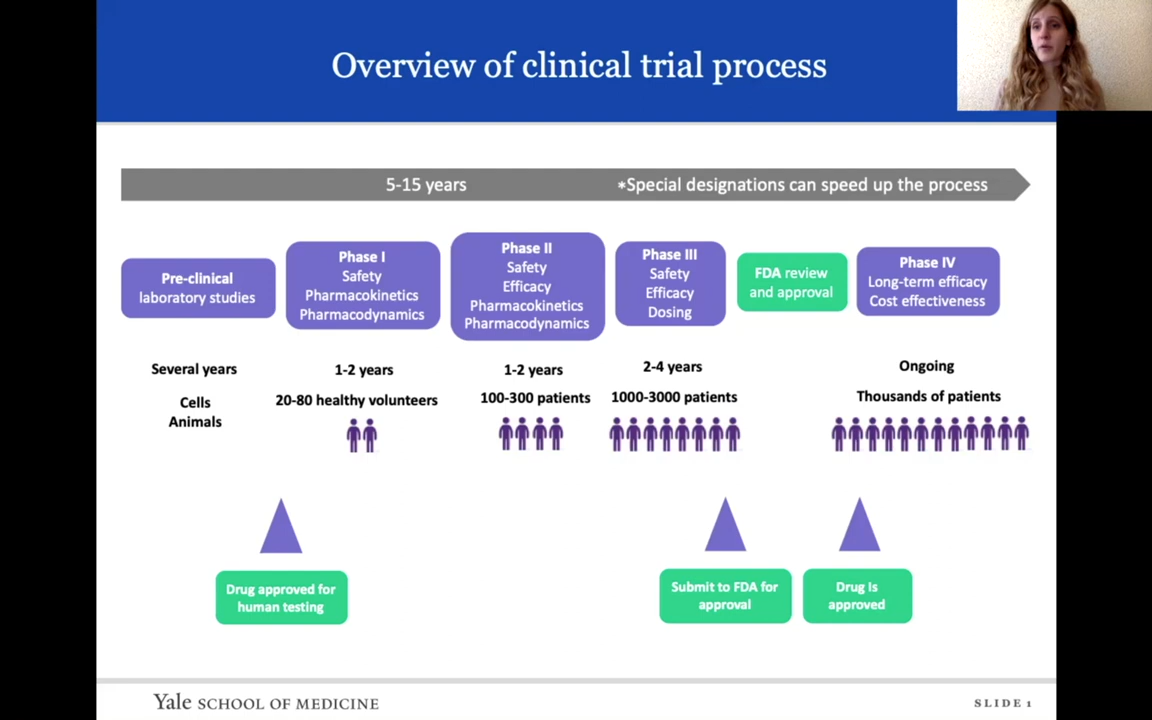 Overview of clinical trial process
5-15 years
*Special designations can speed up the process
Pre-clinical
laboratory studies
Phase I
Safety
Pharmacokinetics
Pharmacodynamics
Phase II
Safety
Efficacy
Pharmacokinetics
Pharmacodynamics
Phase III
Safety
Efficacy
Dosing
FDA review
and approval
Phase IV
Long-term efficacy
Cost effectiveness
Several years
Cells
Animals
1-2 years
20-80 healthy volunteers
1-2 years
100-300 patients
2-4 years
1000-3000 patients
Ongoing
Thousands of patients
Drug approved for
human testing
Submit to FDA for
approval
Drug is
approved
Yale SCHOOL OF MEDICINE
SLIDE 1